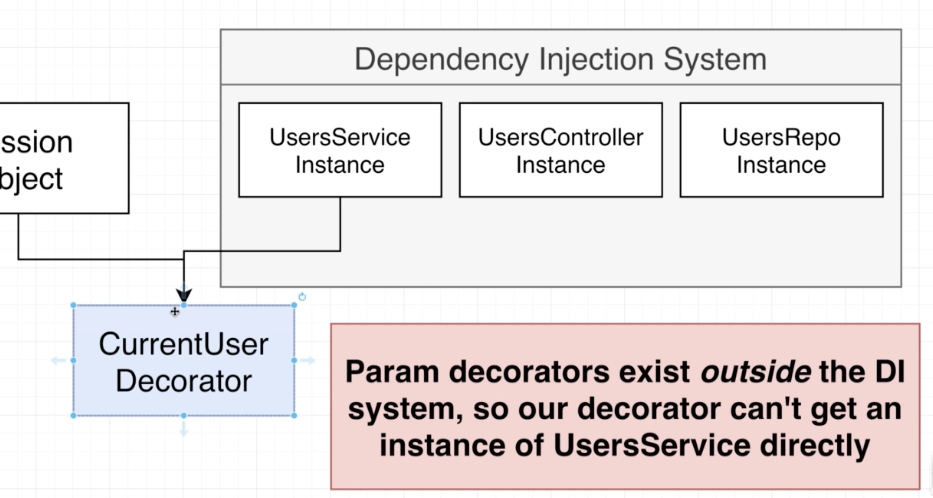 Dependency Injection System
ssion
bject
UsersService
Instance
UsersController
Instance
UsersRepo
Instance
CurrentUser
Decorator
Param decorators exist outside the DI
system, so our decorator can't get an
instance of UsersService directly